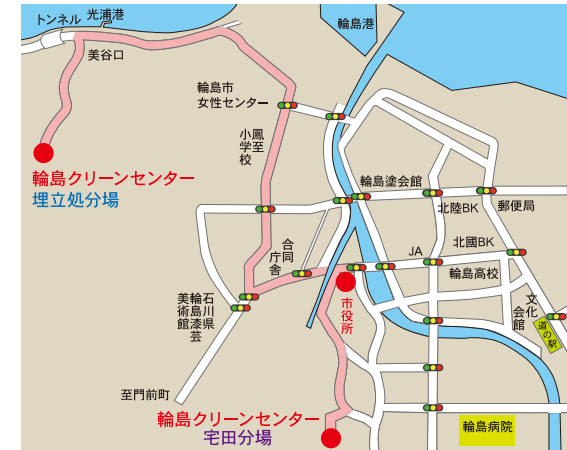 トンネル
光浦港
輪島港
美谷口
輪島市
女性センター
鳳至
小学校
輪島クリーンセンター
埋立処分場
輪島塗会館
北陸BK
郵便局
北國BK
JA
輪島高校
合同
庁舎
石川県
輪島漆芸
美術館
市役所
文化
会館
道の駅
至門前町
輪島クリーンセンター
宅田分場
輪島病院